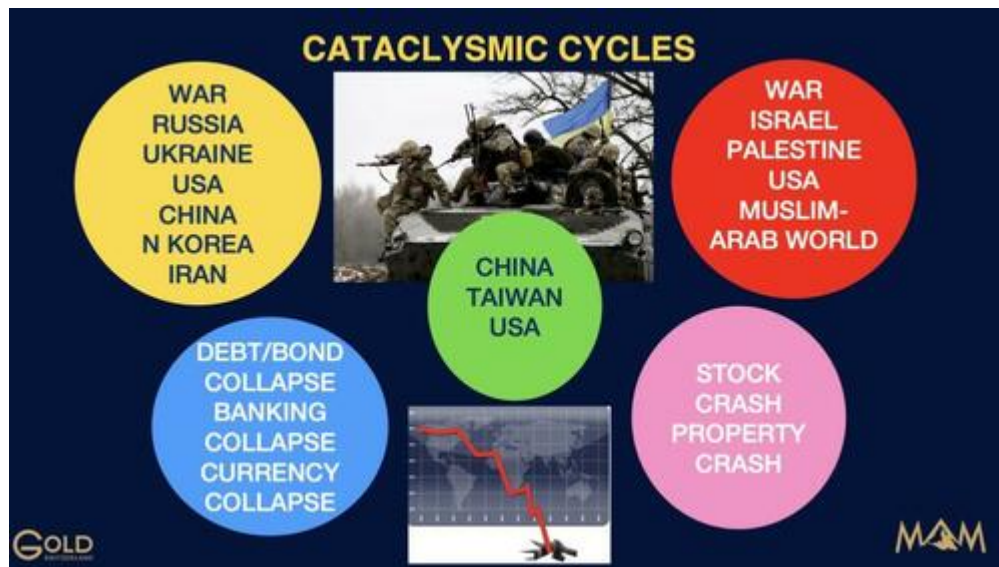 CATACLYSMIC CYCLES
WAR
RUSSIA
UKRAINE
USA
CHINA
N KOREA
IRAN
WAR
ISRAEL
PALESTINE
USA
MUSLIM-
ARAB WORLD
CHINA
TAIWAN
USA
DEBT/BOND
COLLAPSE
BANKING
COLLAPSE
CURRENCY
COLLAPSE
STOCK
CRASH
PROPERTY
CRASH
GOLD
SWITZERLAND
MAM